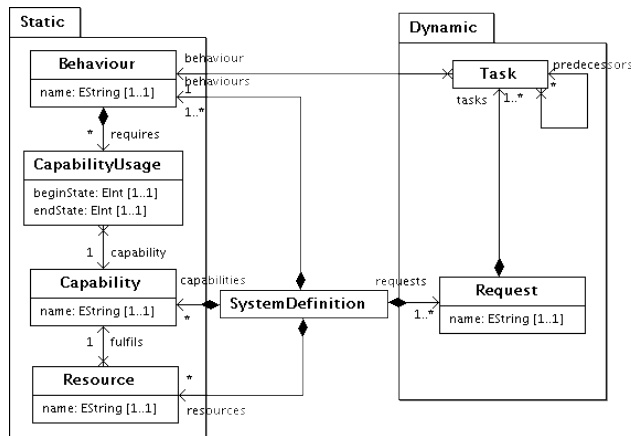 Static
Dynamic
Behaviour
name: EString [1..1]
behaviour
1
behaviours
1..*
Task
predecessors
*
tasks
1..*
*
requires
CapabilityUsage
beginState: EInt [1..1]
endState: EInt [1..1]
1
capability
Capability
name: EString [1..1]
capabilities
*
SystemDefinition
requests
1..*
Request
name: EString [1..1]
1
fulfils
Resource
name: EString [1..1]
*
resources